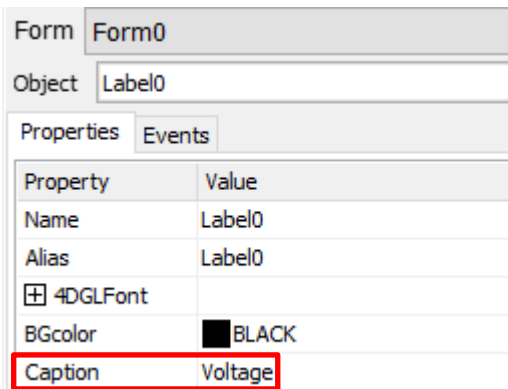 Form Form0
Object Label0
Properties Events
Property Value
Name Label0
Alias Label0
4DGLFont
BGcolor BLACK
Caption Voltage